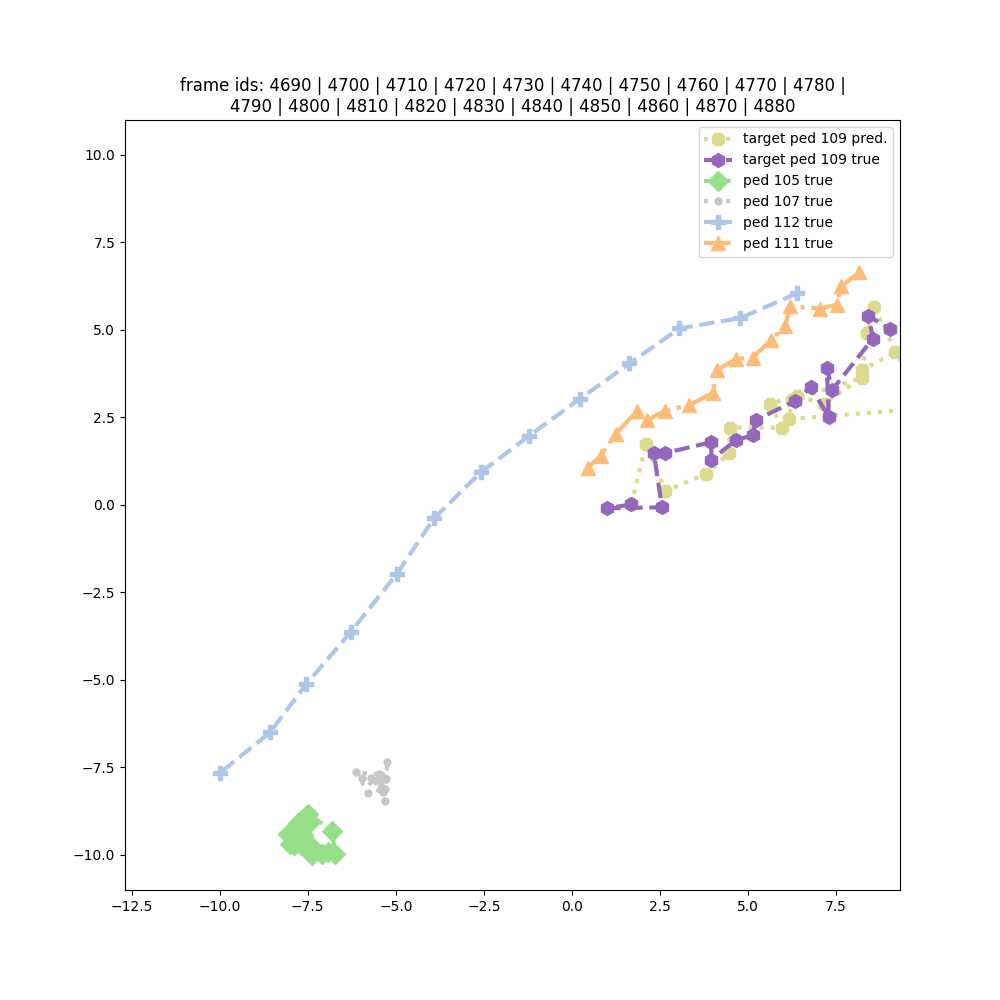 frame ids: 4690 | 4700 | 4710 | 4720 | 4730 | 4740 | 4750 | 4760 | 4770 | 4780 |
4790 | 4800 | 4810 | 4820 | 4830 | 4840 | 4850 | 4860 | 4870 | 4880
target ped 109 pred.
target ped 109 true
ped 105 true
ped 107 true
ped 112 true
ped 111 true
10.0
7.5
5.0
2.5
0.0
−2.5
−5.0
−7.5
−10.0
−12.5 −10.0 −7.5 −5.0 −2.5 0.0 2.5 5.0 7.5